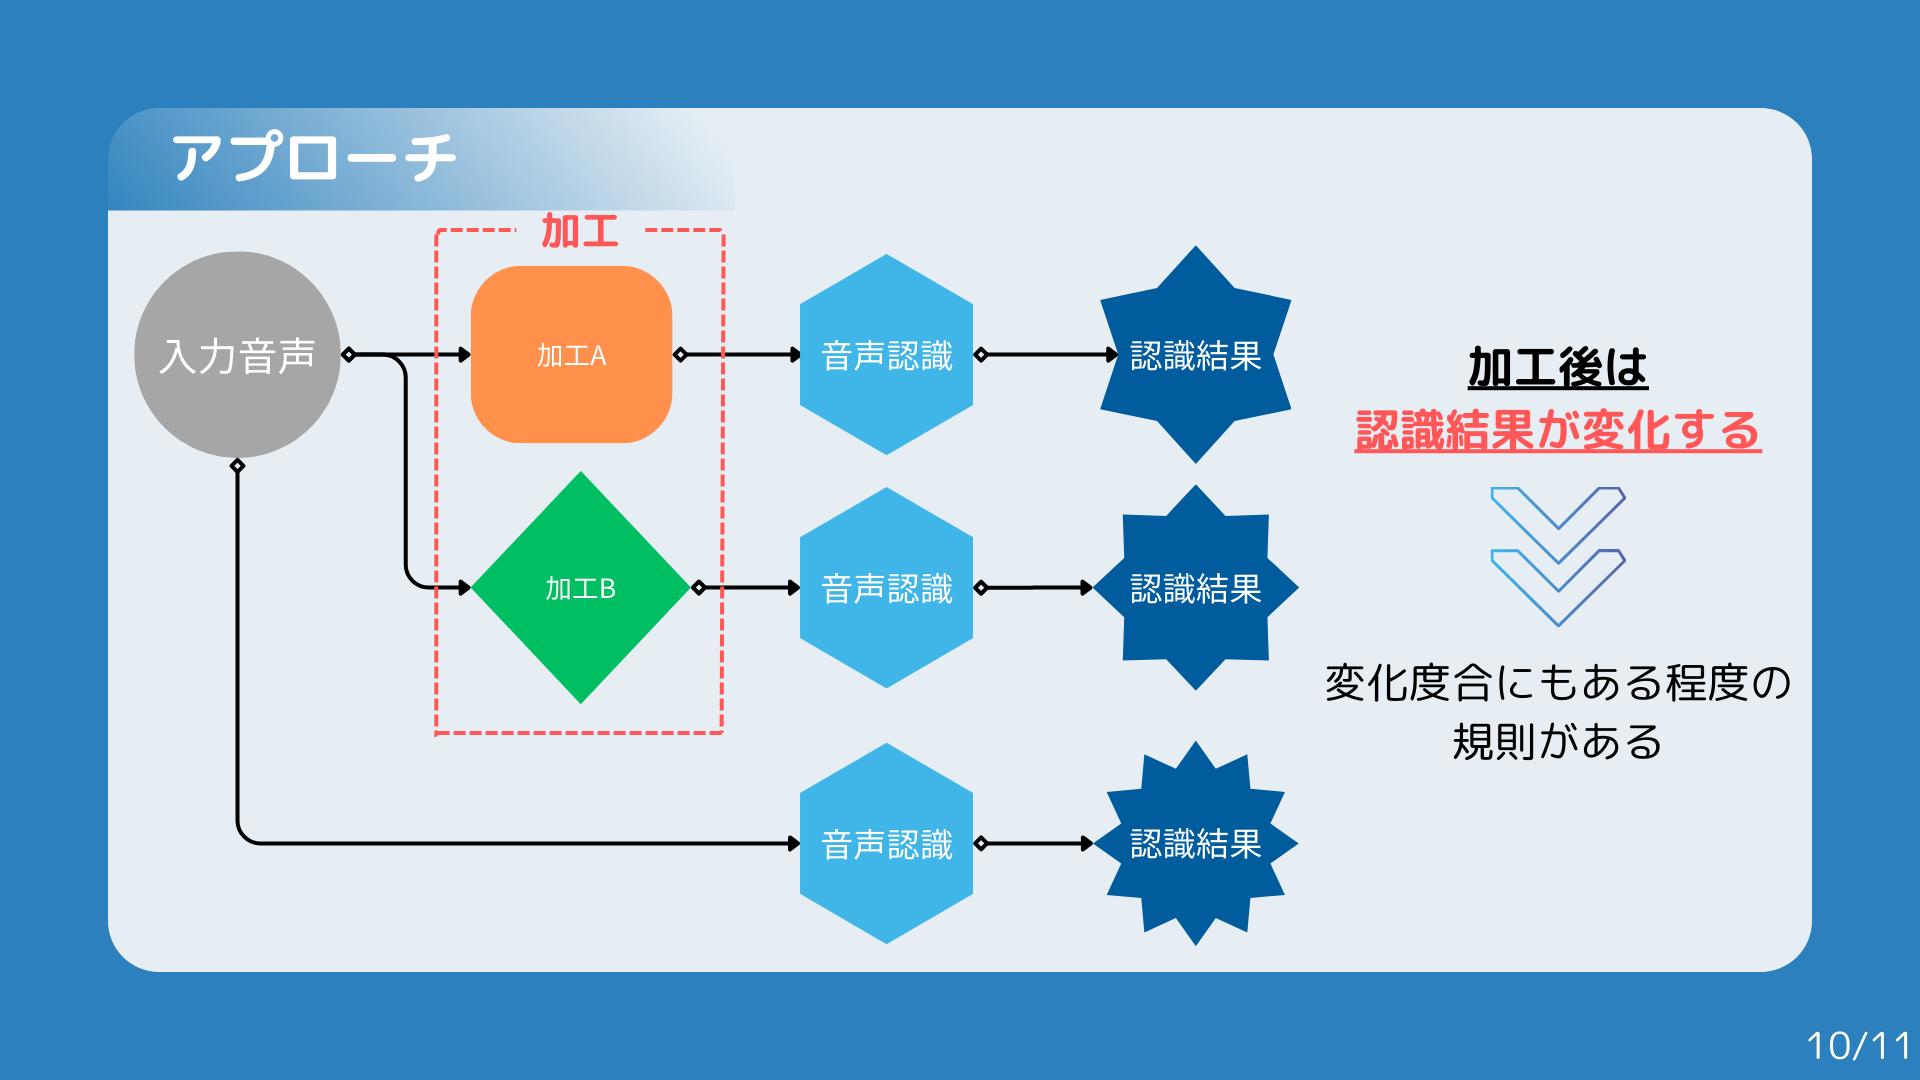 アプローチ
加工
入力音声
加工A
音声認識
認識結果
加工B
音声認識
認識結果
音声認識
認識結果
加工後は
認識結果が変化する
変化度合にもある程度の
規則がある
10/11